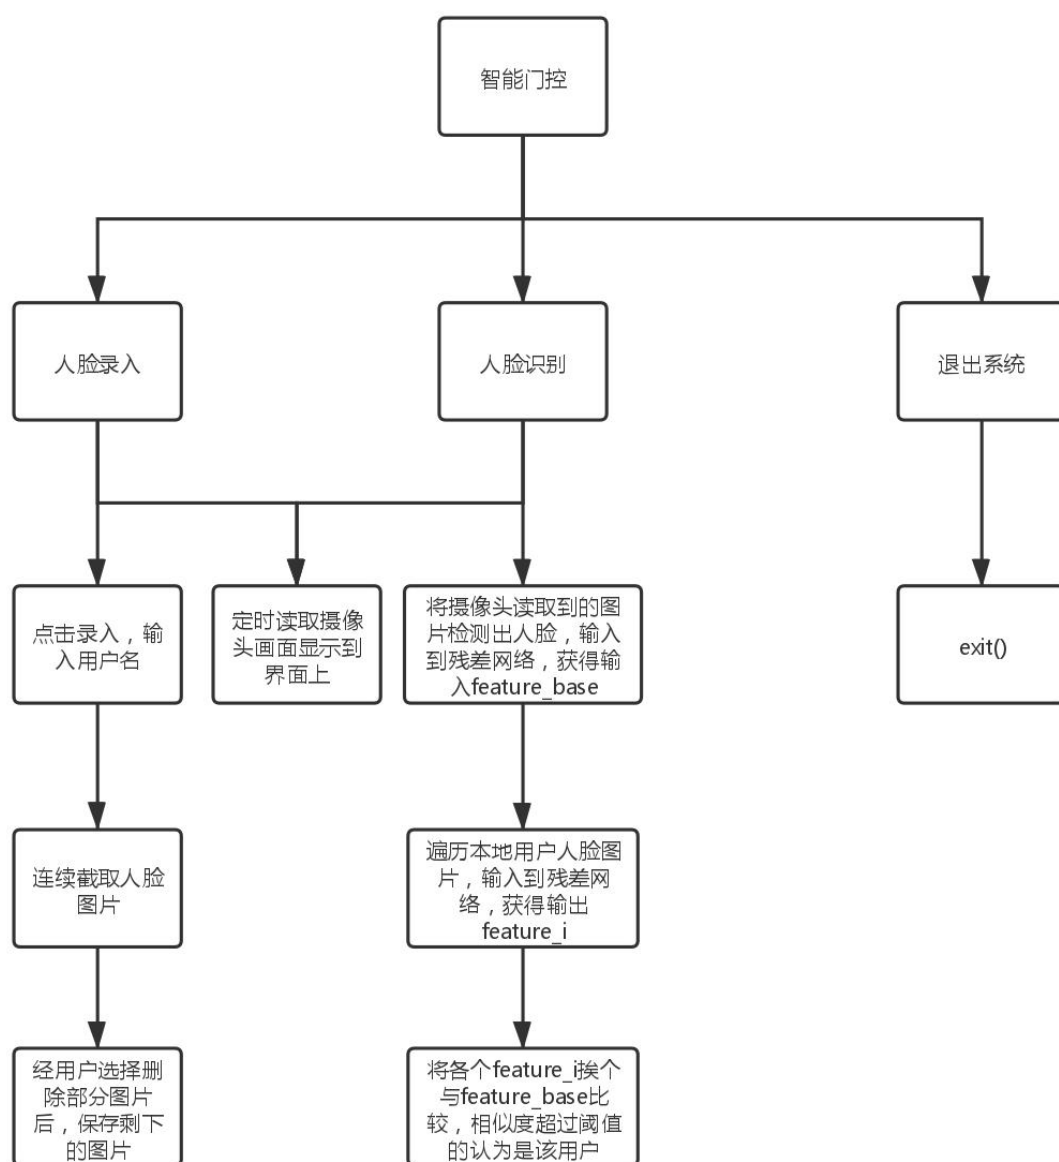 智能门控
人脸录入
人脸识别
退出系统
点击录入，输
入用户名
定时读取摄像
头画面显示到
界面上
将摄像头读取到的图
片检测出人脸，输入
到残差网络，获得输
入feature_base
exit()
连续截取人脸
图片
遍历本地用户人脸图
片，输入到残差网
络，获得输出
feature_i
经用户选择删
除部分图片
后，保存剩下
的图片
将各个feature_i挨个
与feature_base比
较，相似度超过阈值
的认为是该用户